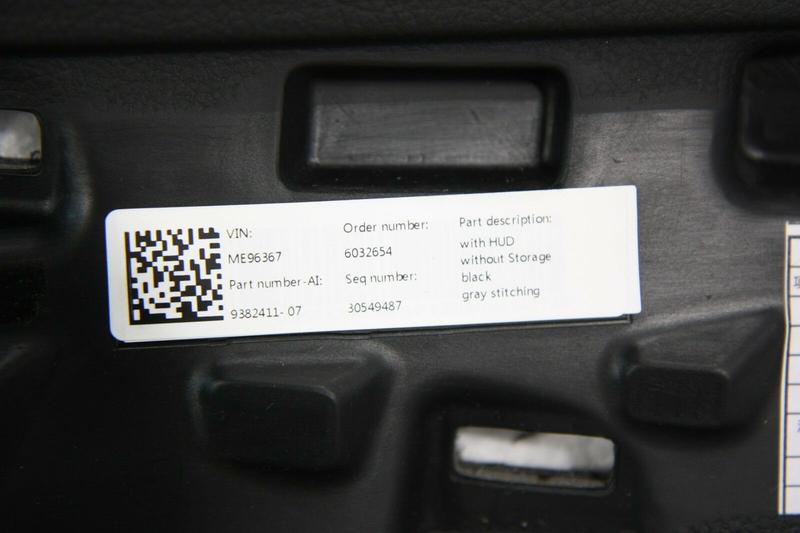 VIN:
ME96367
Part number-AI:
9382411- 07
Order number:
6032654
Seq number:
30549487
Part description:
with HUD
without Storage
black
gray stitching